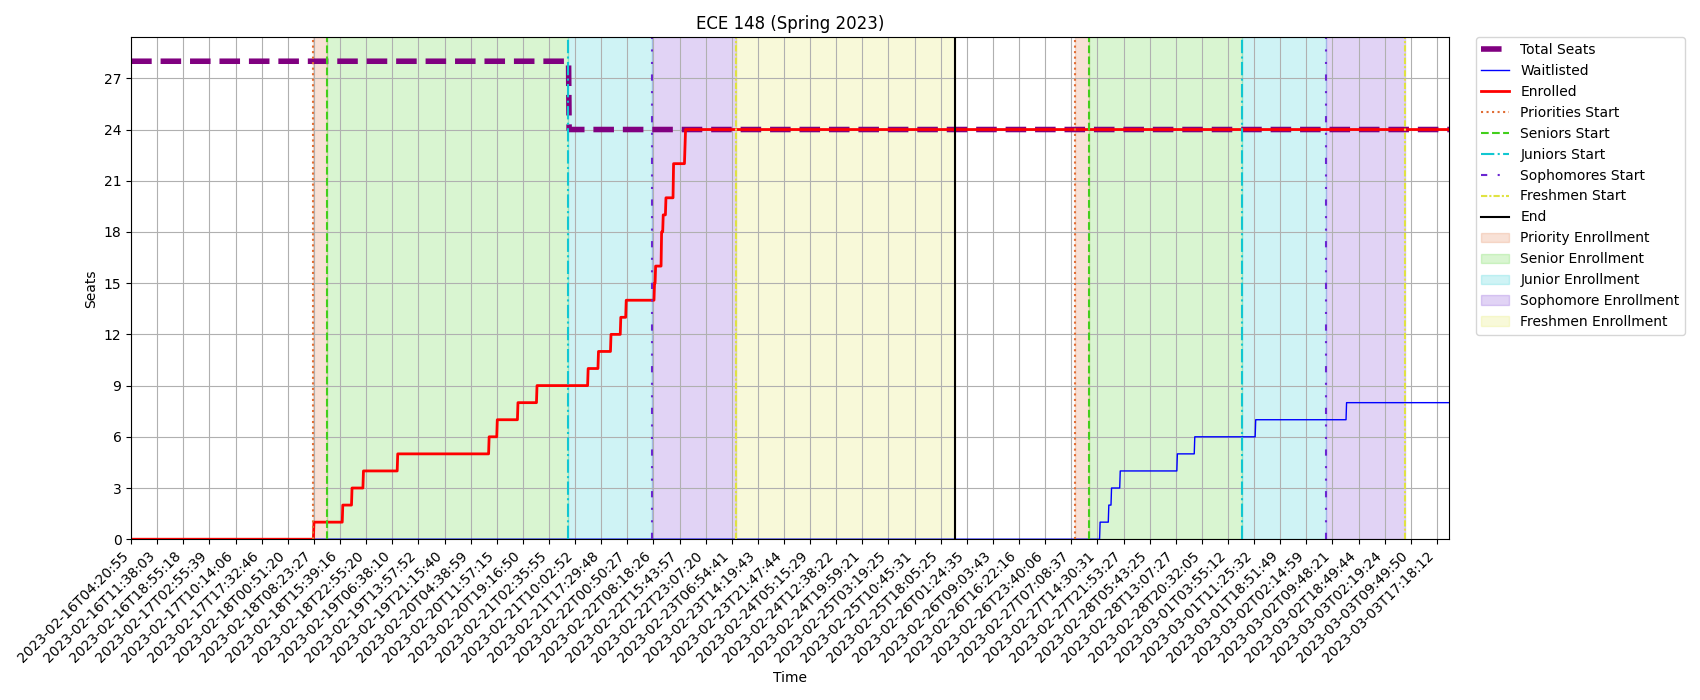 ECE 148 (Spring 2023)
Seats
27
24
21
18
15
12
9
6
3
0
2023-02-16T04:20:55
2023-02-16T11:38:03
2023-02-16T18:55:18
2023-02-17T02:55:39
2023-02-17T10:14:06
2023-02-17T17:32:46
2023-02-18T00:51:20
2023-02-18T08:23:27
2023-02-18T15:39:16
2023-02-18T22:55:20
2023-02-19T06:38:10
2023-02-19T13:57:52
2023-02-19T21:15:40
2023-02-20T04:38:59
2023-02-20T11:57:15
2023-02-20T19:16:50
2023-02-21T02:35:55
2023-02-21T10:02:52
2023-02-21T17:29:48
2023-02-22T00:50:27
2023-02-22T08:18:26
2023-02-22T15:43:57
2023-02-22T23:07:20
2023-02-23T06:54:41
2023-02-23T14:19:43
2023-02-23T21:47:44
2023-02-24T05:15:29
2023-02-24T12:38:22
2023-02-24T19:59:21
2023-02-25T03:19:25
2023-02-25T10:45:31
2023-02-25T18:05:25
2023-02-26T01:24:35
2023-02-26T09:03:43
2023-02-26T16:22:16
2023-02-26T23:40:06
2023-02-27T07:08:37
2023-02-27T14:30:31
2023-02-27T21:53:27
2023-02-28T05:43:25
2023-02-28T13:07:27
2023-02-28T20:32:05
2023-03-01T03:55:12
2023-03-01T11:25:32
2023-03-01T18:51:49
2023-03-02T02:14:59
2023-03-02T09:48:21
2023-03-02T18:49:44
2023-03-03T02:19:24
2023-03-03T09:49:50
2023-03-03T17:18:12
Time
Total Seats
Waitlisted
Enrolled
Priorities Start
Seniors Start
Juniors Start
Sophomores Start
Freshmen Start
End
Priority Enrollment
Senior Enrollment
Junior Enrollment
Sophomore Enrollment
Freshmen Enrollment